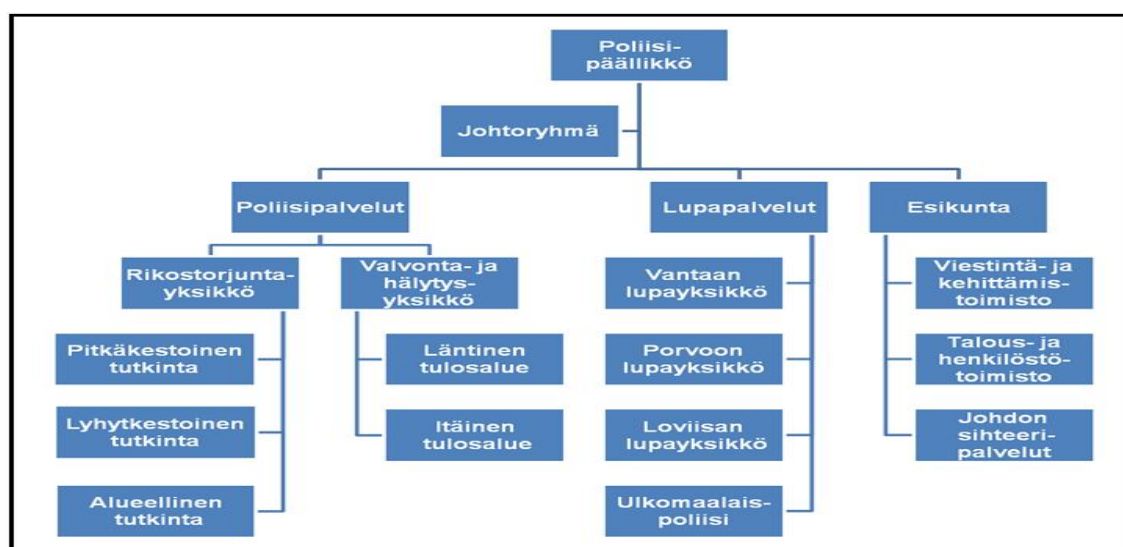 Poliisi-
päällikkö
Johtoryhmä
Poliisipalvelut
Lupapalvelut
Esikunta
Rikostorjunta-
yksikkö
Valvonta- ja
hälytys-
yksikkö
Vantaan
lupayksikkö
Viestintä- ja
kehittämis-
toimisto
Pitkäkestoinen
tutkinta
Läntinen
tulosalue
Porvoon
lupayksikkö
Talous- ja
henkilöstö-
toimisto
Lyhytkestoinen
tutkinta
Itäinen
tulosalue
Loviisan
lupayksikkö
Johdon
sihteeri-
palvelut
Alueellinen
tutkinta
Ulkomaalais-
poliisi